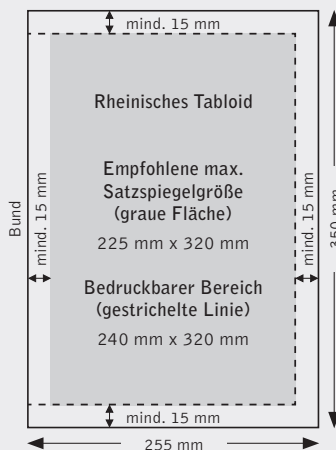 mind. 15 mm
Rheinisches Tabloid
Empfohlene max.
Satzspiegelgröße
(graue Fläche)
225 mm x 320 mm
Bedruckbarer Bereich
(gestrichelte Linie)
240 mm x 320 mm
Bund
mind. 15 mm
mind. 15 mm
350 mm
mind. 15 mm
255 mm